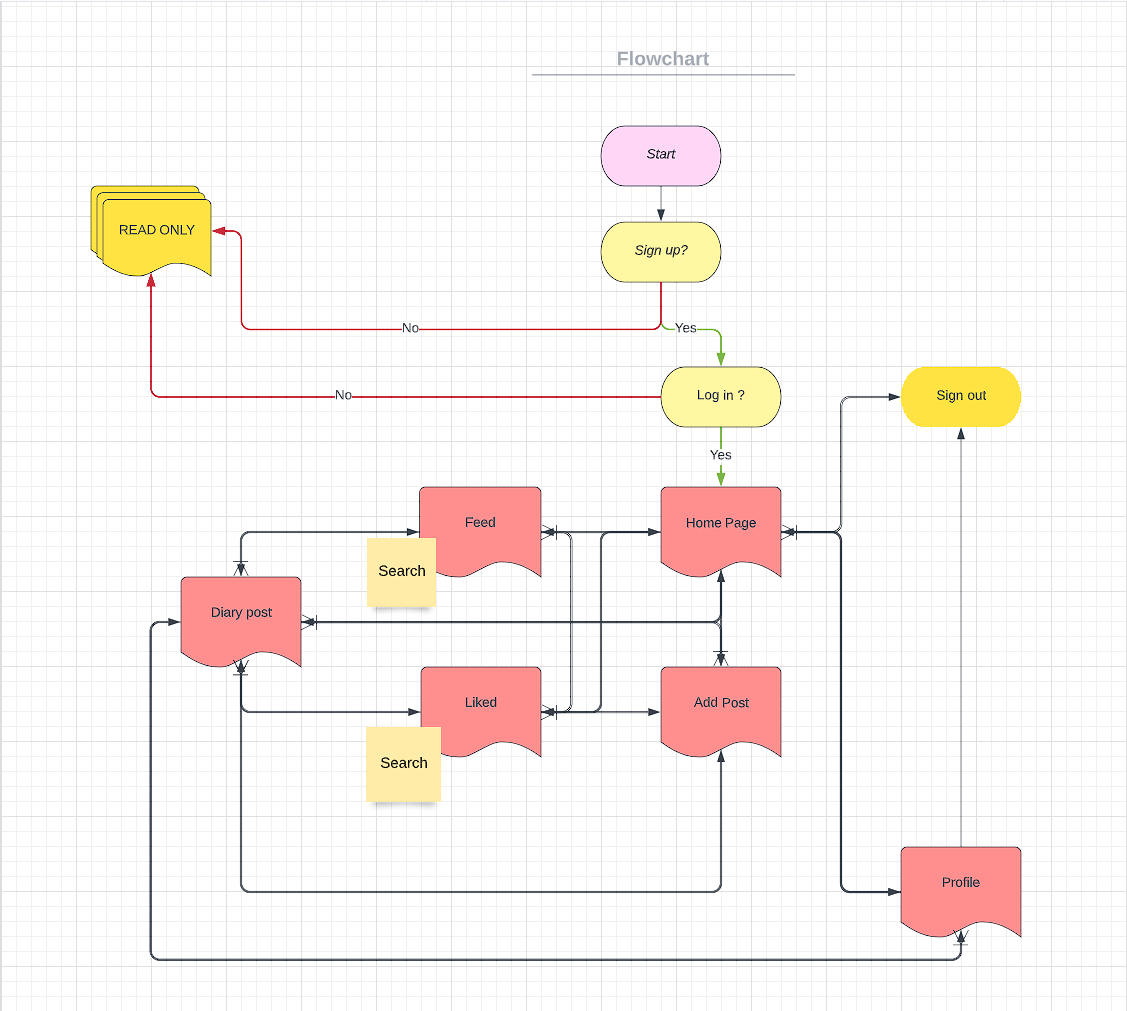 Flowchart
Start
READ ONLY
Sign up?
No
Yes
No
Log in ?
Sign out
Yes
Feed
Home Page
Search
Diary post
Liked
Add Post
Search
Profile